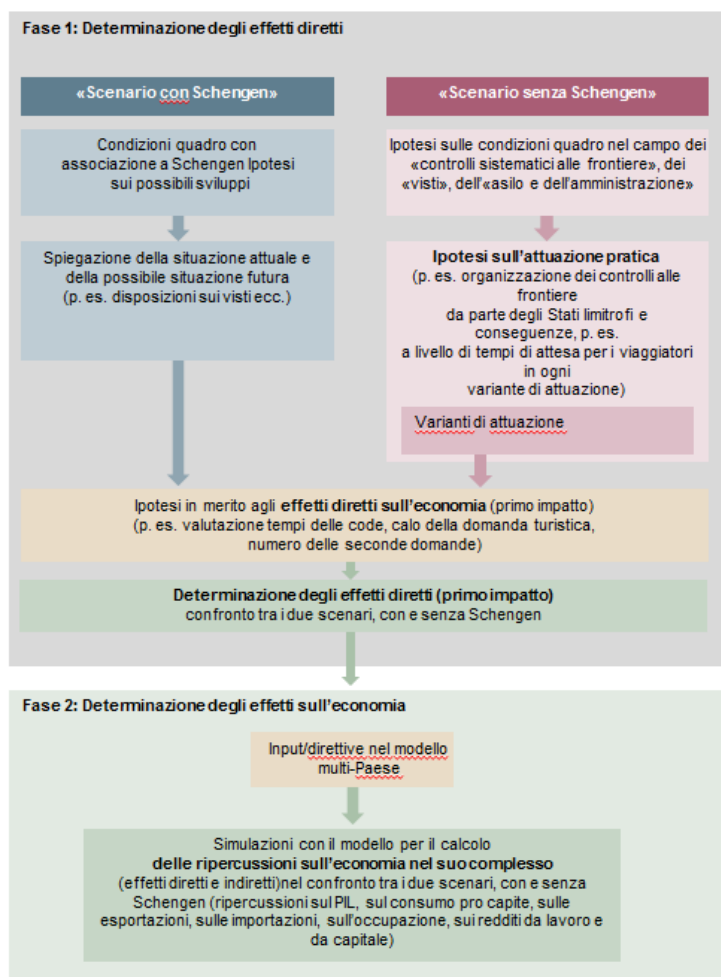 Fase 1: Determinazione degli effetti diretti
«Scenario con Schengen»
Condizioni quadro con
associazione a Schengen Ipotesi
sui possibili sviluppi
Spiegazione della situazione attuale e
della possibile situazione futura
(p. es. disposizioni sui visti ecc.)
«Scenario senza Schengen»
Ipotesi sulle condizioni quadro nel campo dei
«controlli sistematici alle frontiere», dei
«visti», dell'«asilo e dell'amministrazione»
Ipotesi sull'attuazione pratica
(p. es. organizzazione dei controlli alle
frontiere
da parte degli Stati limitrofi e
conseguenze, p. es.
a livello di tempi di attesa per i viaggiatori
in ogni
variante di attuazione)
Varianti di attuazione
Ipotesi in merito agli effetti diretti sull'economia (primo impatto)
(p. es. valutazione tempi delle code, calo della domanda turistica,
numero delle seconde domande)
Determinazione degli effetti diretti (primo impatto)
confronto tra i due scenari, con e senza Schengen
Fase 2: Determinazione degli effetti sull'economia
Input/direttive nel modello
multi-Paese
Simulazioni con il modello per il calcolo
delle ripercussioni sull'economia nel suo complesso
(effetti diretti e indiretti)nel confronto tra i due scenari, con e senza
Schengen (ripercussioni sul PIL, sul consumo pro capite, sulle
esportazioni, sulle importazioni, sull'occupazione, sui redditi da lavoro e
da capitale)